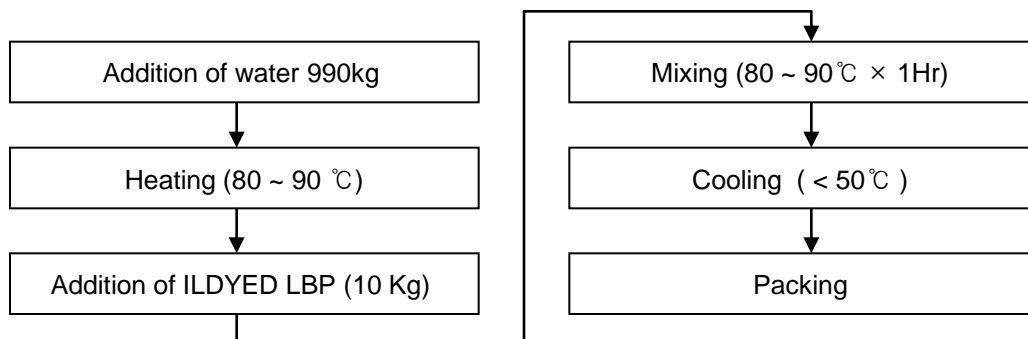 Addition of water 990kg
Heating (80 ~ 90 ℃)
Addition of ILDYED LBP (10 Kg)
Mixing (80 ~ 90℃ × 1Hr)
Cooling ( < 50℃ )
Packing